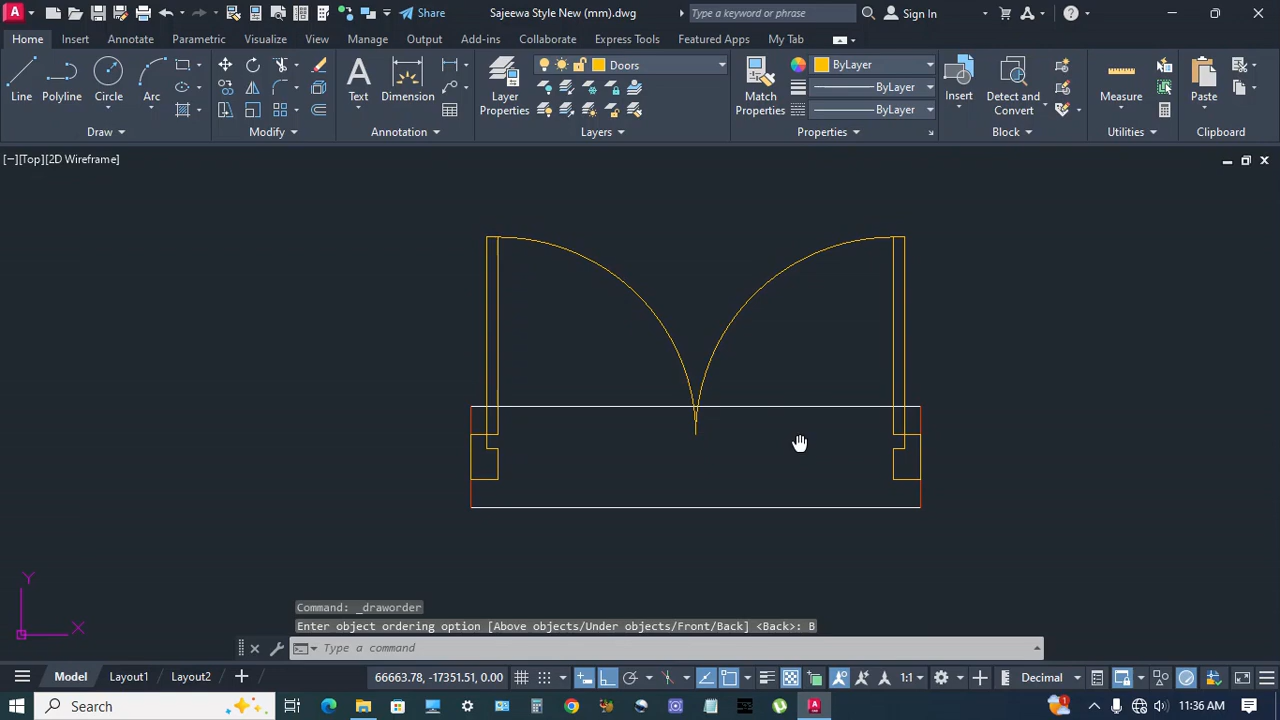 Share
Sajeewa Style New (mm).dwg
Type a keyword or phrase
Sign In
Home
Insert
Annotate
Parametric
Visualize
View
Manage
Output
Add-ins
Collaborate
Express Tools
Featured Apps
My Tab
Line
Polyline
Circle
Arc
Text
Dimension
Layer
Properties
Doors
Match
Properties
ByLayer
ByLayer
ByLayer
Insert
Detect and
Convert
Measure
Paste
Draw
Modify
Annotation
Layers
Properties
Block
Utilities
Clipboard
[−][Top][2D Wireframe]
Y
X
Command: _draworder
Enter object ordering option [Above objects/Under objects/Front/Back] <Back>: B
Type a command
Model
Layout1
Layout2
66663.78, -17351.51, 0.00
1:1
Decimal
Search
11:36 AM